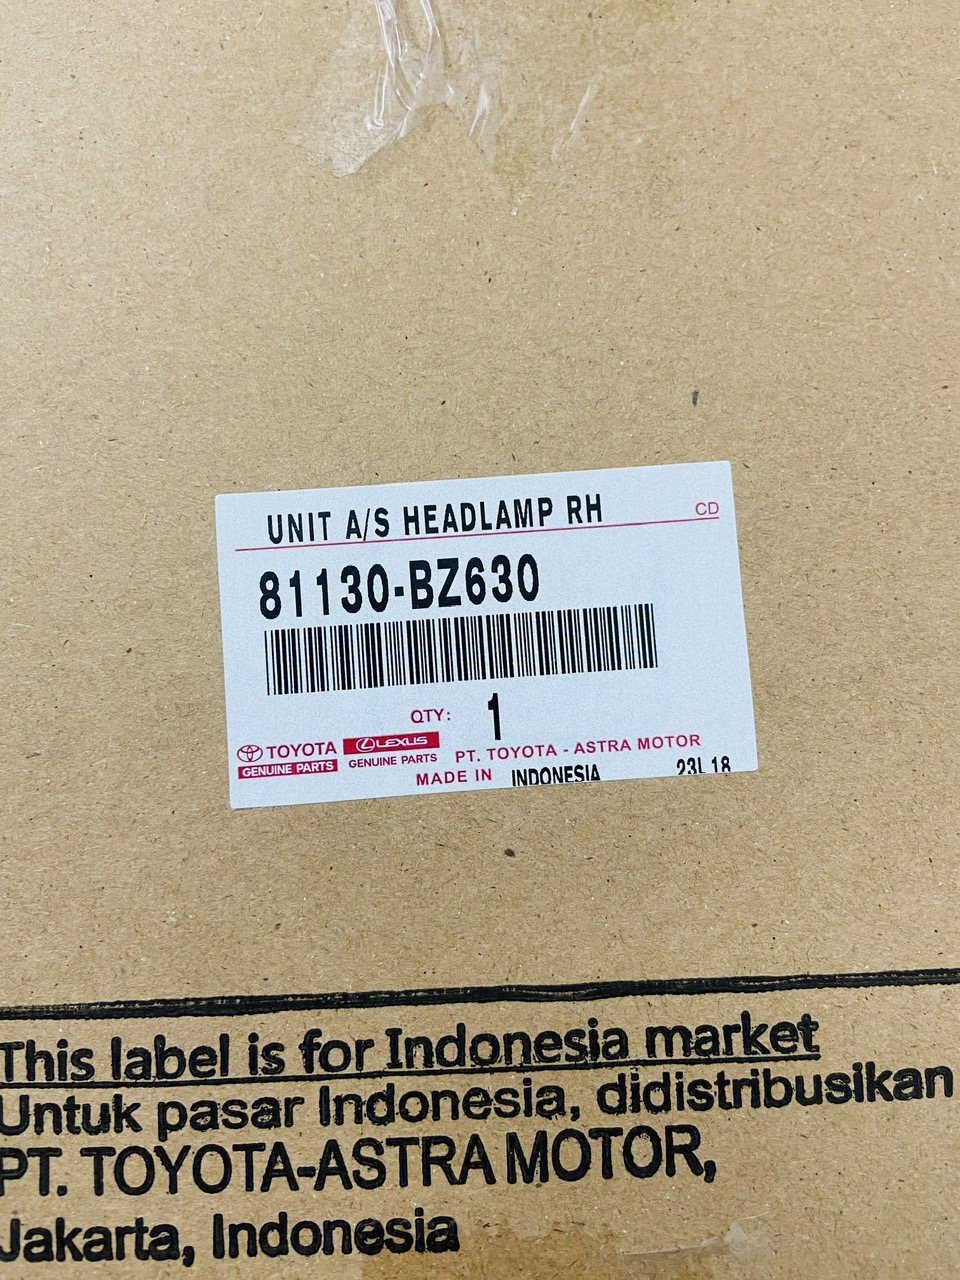 UNIT A/S HEADLAMP RH
CD
81130-BZ630
QTY: 1
TOYOTA
GENUINE PARTS
LEXUS
GENUINE PARTS
PT. TOYOTA - ASTRA MOTOR
MADE IN INDONESIA
23L 18
This label is for Indonesia market
Untuk pasar Indonesia, didistribusikan
PT. TOYOTA-ASTRA MOTOR,
Jakarta, Indonesia